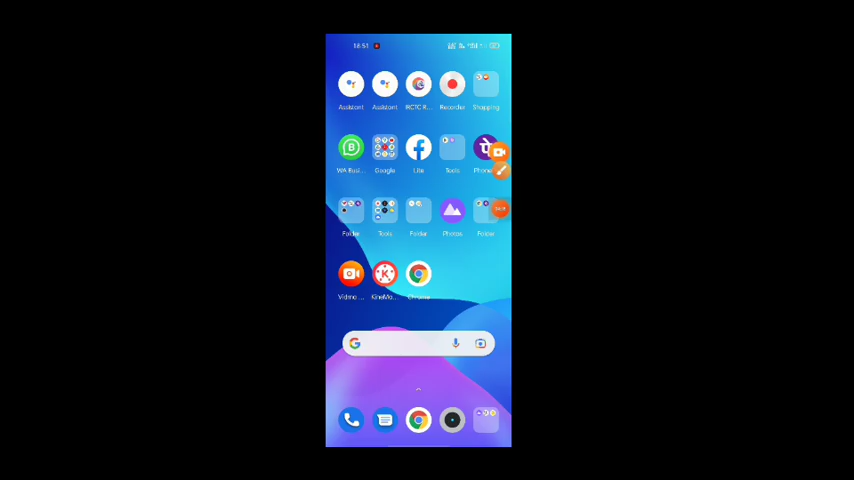 18:51
Assistant Assistant IRCTC R... Recorder Shopping
WA Busi... Google Lite Tools Phone
Folder Tools Folder Photos Folder
Vidma ... KineMa... Chrome